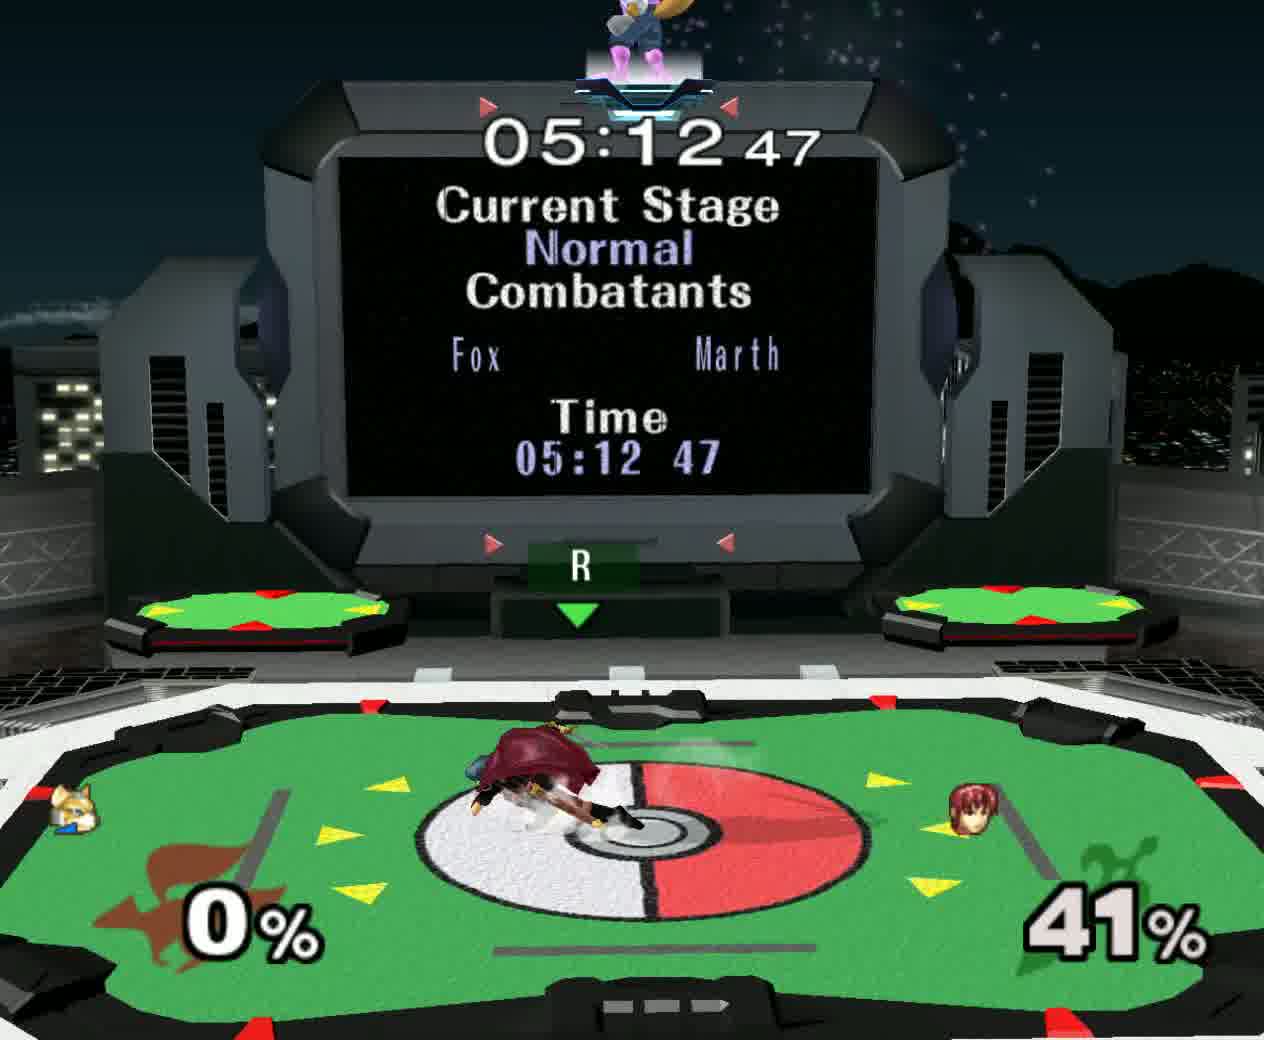 05:12 47
Current Stage
Normal
Combatants
Fox Marth
Time
05:12 47
R
0% 41%